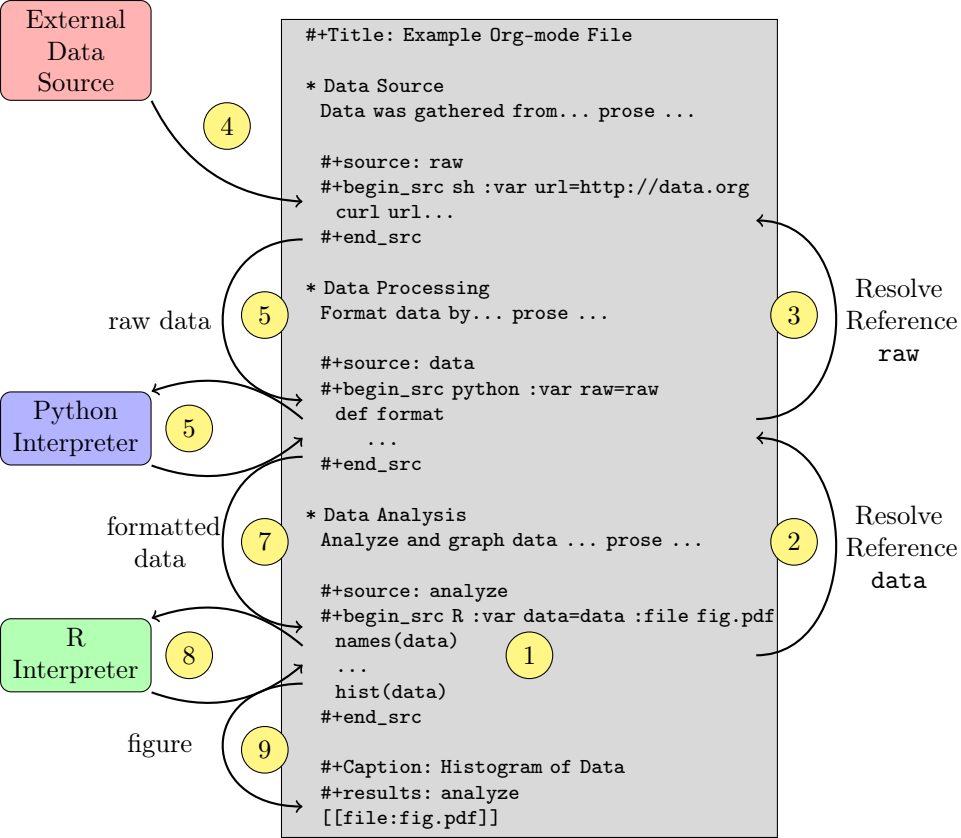 External
Data
Source
4
raw data
5
Python
Interpreter
5
formatted
data
7
R
Interpreter
8
figure
9
#+Title: Example Org-mode File
* Data Source
Data was gathered from... prose ...
#+source: raw
#+begin_src sh :var url=http://data.org
curl url...
#+end_src
* Data Processing
Format data by... prose ...
#+source: data
#+begin_src python :var raw=raw
def format
...
#+end_src
* Data Analysis
Analyze and graph data ... prose ...
#+source: analyze
#+begin_src R :var data=data :file fig.pdf
names(data)
...
hist(data)
#+end_src
1
#+Caption: Histogram of Data
#+results: analyze
[[file:fig.pdf]]
3
Resolve
Reference
raw
2
Resolve
Reference
data